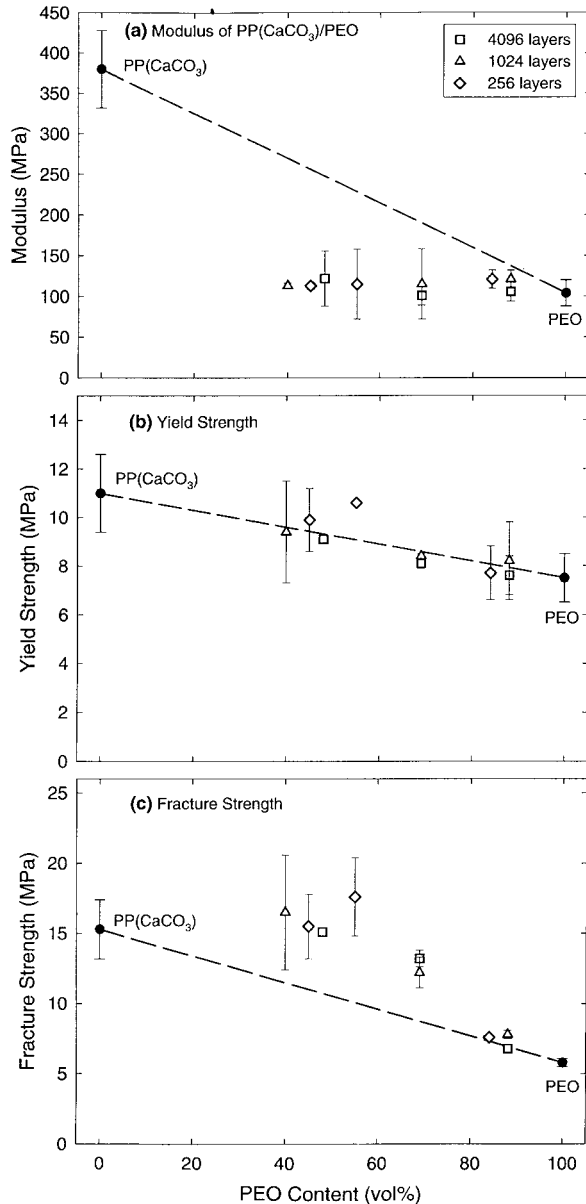 (a) Modulus of PP(CaCO₃)/PEO
4096 layers
1024 layers
256 layers
PP(CaCO₃)
PEO
450
400
350
300
250
200
150
100
50
0
Modulus (MPa)
(b) Yield Strength
PP(CaCO₃)
PEO
14
12
10
8
6
4
2
0
Yield Strength (MPa)
(c) Fracture Strength
PP(CaCO₃)
PEO
25
20
15
10
5
0
Fracture Strength (MPa)
0 20 40 60 80 100
PEO Content (vol%)